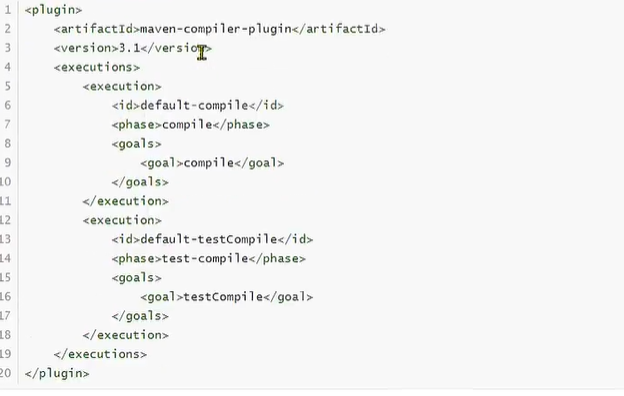 1 <plugin>
2 <artifactId>maven-compiler-plugin</artifactId>
3 <version>3.1</version>
4 <executions>
5 <execution>
6 <id>default-compile</id>
7 <phase>compile</phase>
8 <goals>
9 <goal>compile</goal>
10 </goals>
11 </execution>
12 <execution>
13 <id>default-testCompile</id>
14 <phase>test-compile</phase>
15 <goals>
16 <goal>testCompile</goal>
17 </goals>
18 </execution>
19 </executions>
20 </plugin>